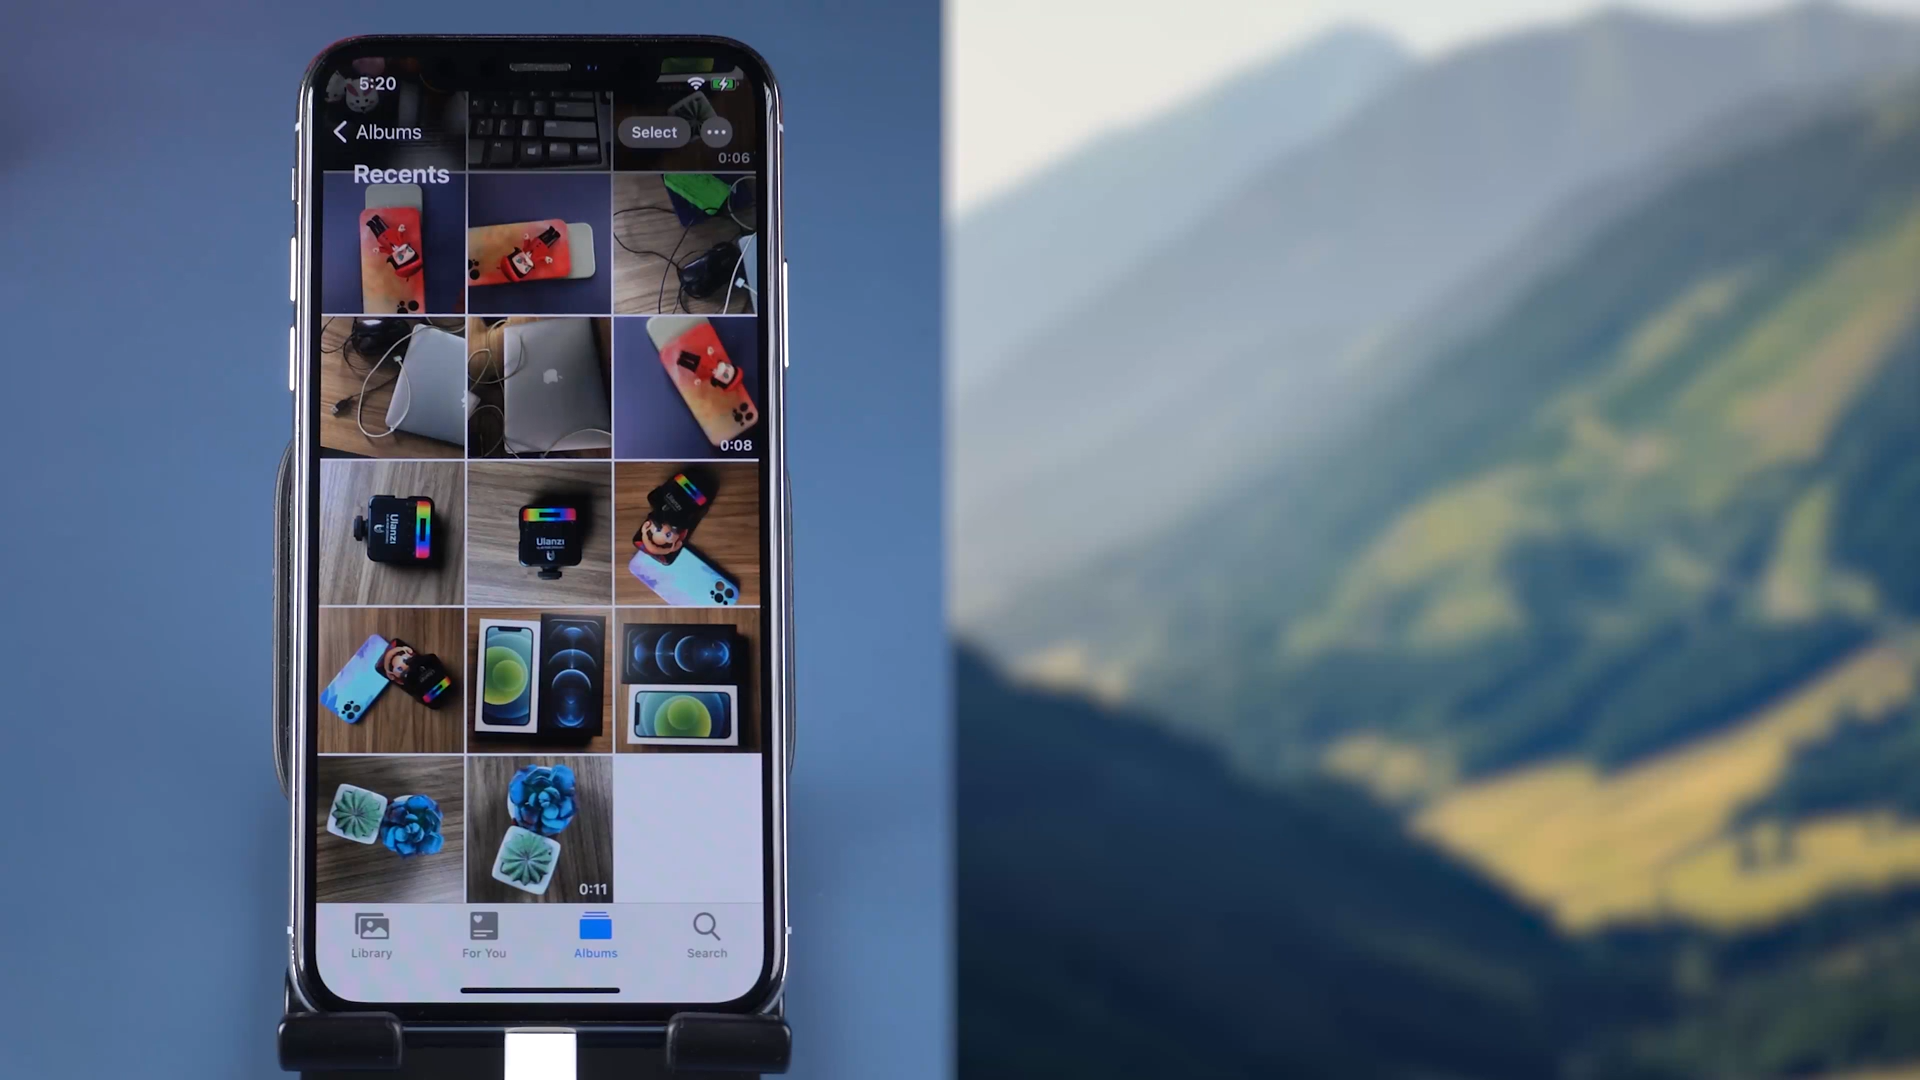 5:20
Albums
Select
0:06
Recents
0:08
Ulanzi
Ulanzi
0:11
Library
For You
Albums
Search